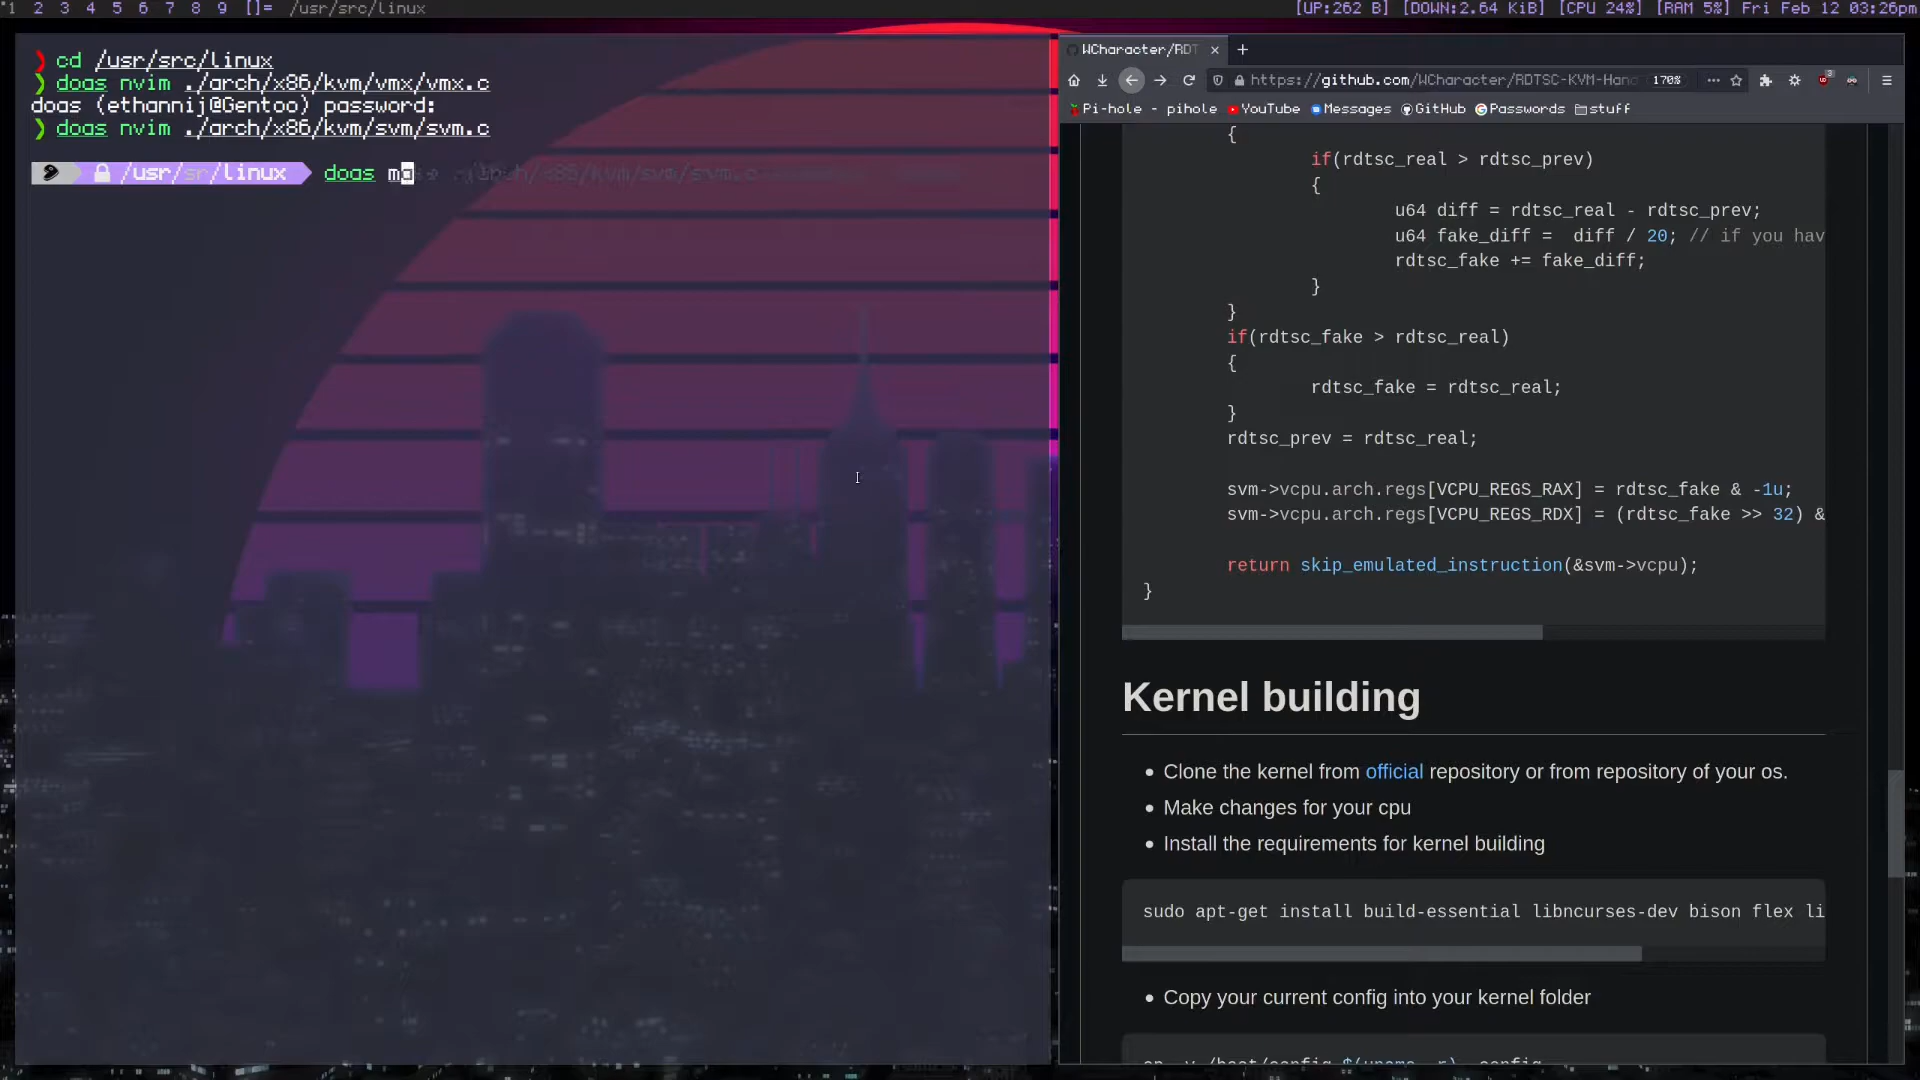 1 2 3 4 5 6 7 8 9 []= /usr/src/linux [UP:262 B] [DOWN:2.64 KiB] [CPU 24%] [RAM 5%] Fri Feb 12 03:26pm
❯ cd /usr/src/linux
❯ doas nvim ./arch/x86/kvm/vmx/vmx.c
doas (ethannij@Gentoo) password:
❯ doas nvim ./arch/x86/kvm/svm/svm.c
/usr/sr/linux doas ma
WCharacter/RDT × +
https://github.com/WCharacter/RDTSC-KVM-Han 170%
Pi-hole - pihole YouTube Messages GitHub Passwords stuff
{
if(rdtsc_real > rdtsc_prev)
{
u64 diff = rdtsc_real - rdtsc_prev;
u64 fake_diff =  diff / 20; // if you hav
rdtsc_fake += fake_diff;
}
}
if(rdtsc_fake > rdtsc_real)
{
rdtsc_fake = rdtsc_real;
}
rdtsc_prev = rdtsc_real;
svm->vcpu.arch.regs[VCPU_REGS_RAX] = rdtsc_fake & -1u;
svm->vcpu.arch.regs[VCPU_REGS_RDX] = (rdtsc_fake >> 32) &
return skip_emulated_instruction(&svm->vcpu);
}
Kernel building
• Clone the kernel from official repository or from repository of your os.
• Make changes for your cpu
• Install the requirements for kernel building
sudo apt-get install build-essential libncurses-dev bison flex li
• Copy your current config into your kernel folder